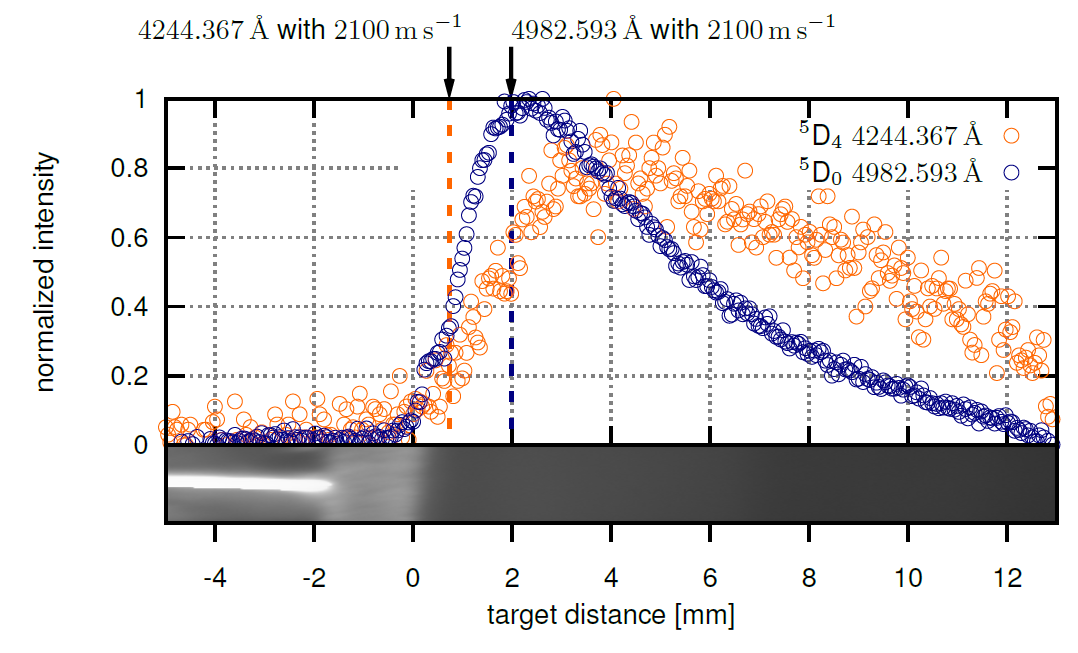 4244.367 Å with 2100 m s⁻¹ 4982.593 Å with 2100 m s⁻¹
⁵D₄ 4244.367 Å
⁵D₀ 4982.593 Å
normalized intensity
1
0.8
0.6
0.4
0.2
0
-4 -2 0 2 4 6 8 10 12
target distance [mm]